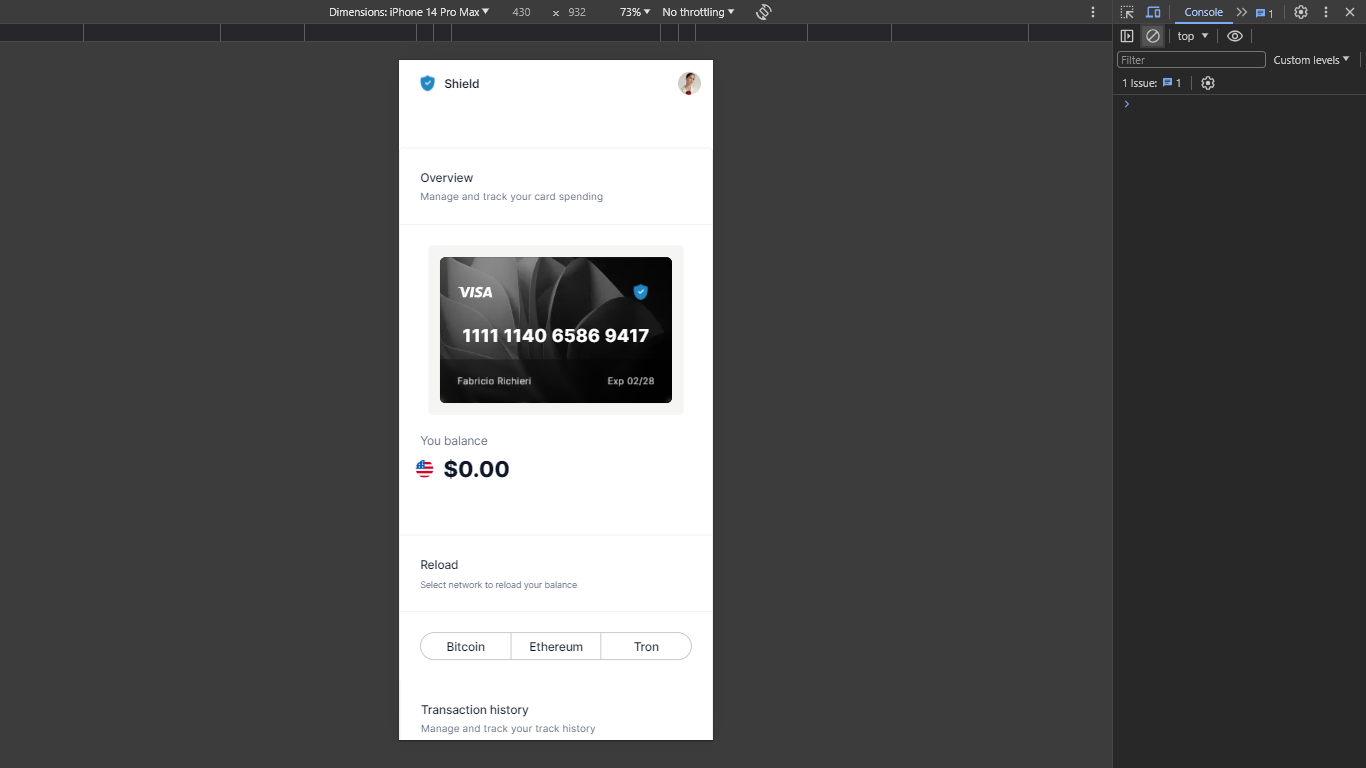 Dimensions: iPhone 14 Pro Max 430 × 932 73% No throttling
Console 1
top
Filter Custom levels
1 Issue: 1
Shield
Overview
Manage and track your card spending
VISA
1111 1140 6586 9417
Fabricio Richieri Exp 02/28
You balance
$0.00
Reload
Select network to reload your balance
Bitcoin Ethereum Tron
Transaction history
Manage and track your track history